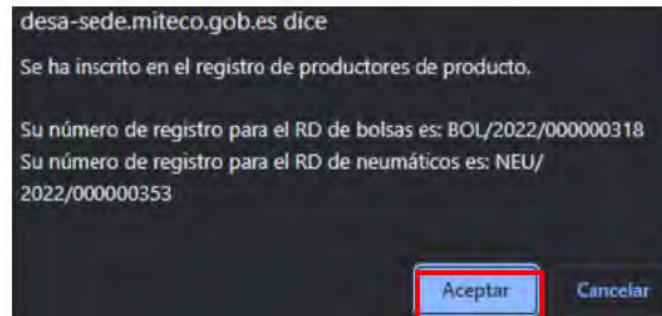 desa-sede.miteco.gob.es dice
Se ha inscrito en el registro de productores de producto.
Su número de registro para el RD de bolsas es: BOL/2022/000000318
Su número de registro para el RD de neumáticos es: NEU/
2022/000000353
Aceptar Cancelar